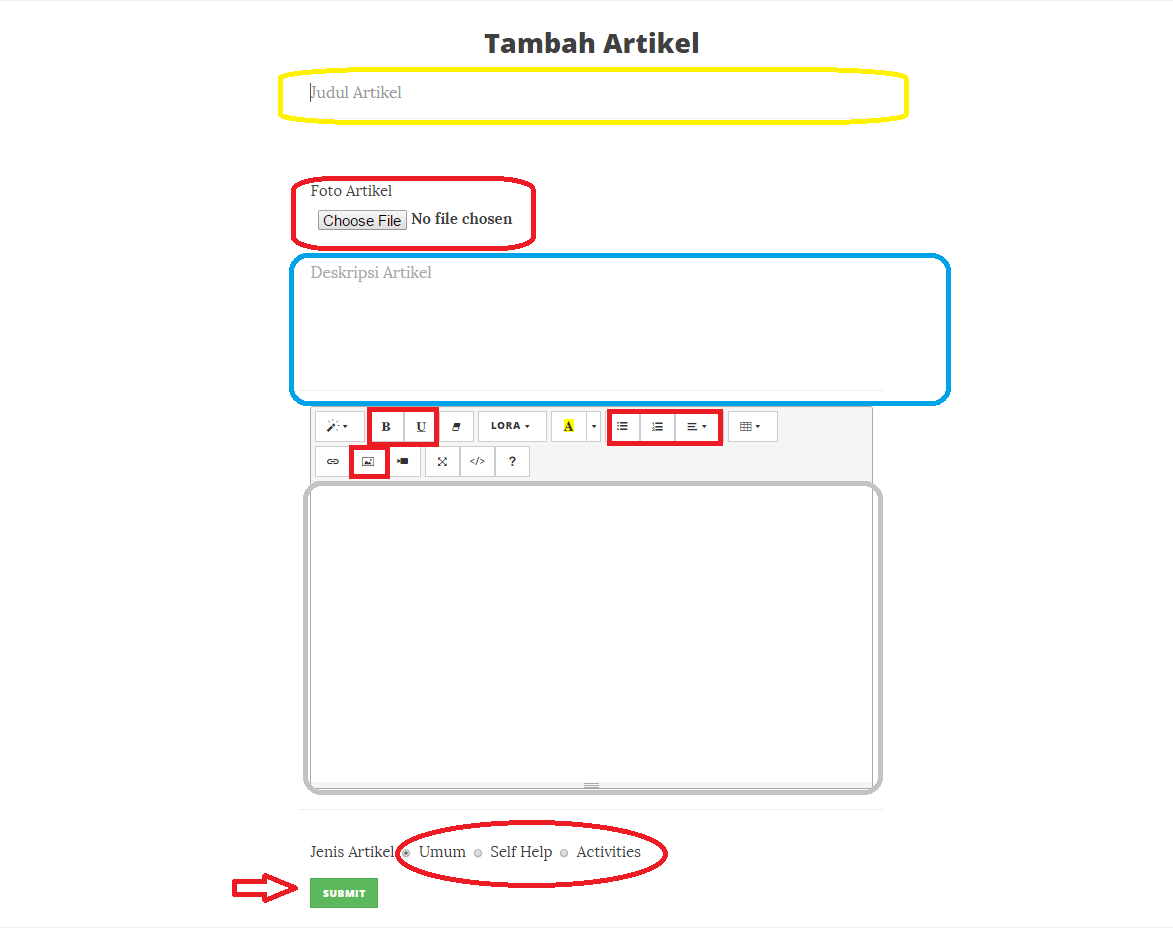 Tambah Artikel
Judul Artikel
Foto Artikel
Choose File No file chosen
Deskripsi Artikel
B U LORA A
</> ?
Jenis Artikel Umum Self Help Activities
SUBMIT